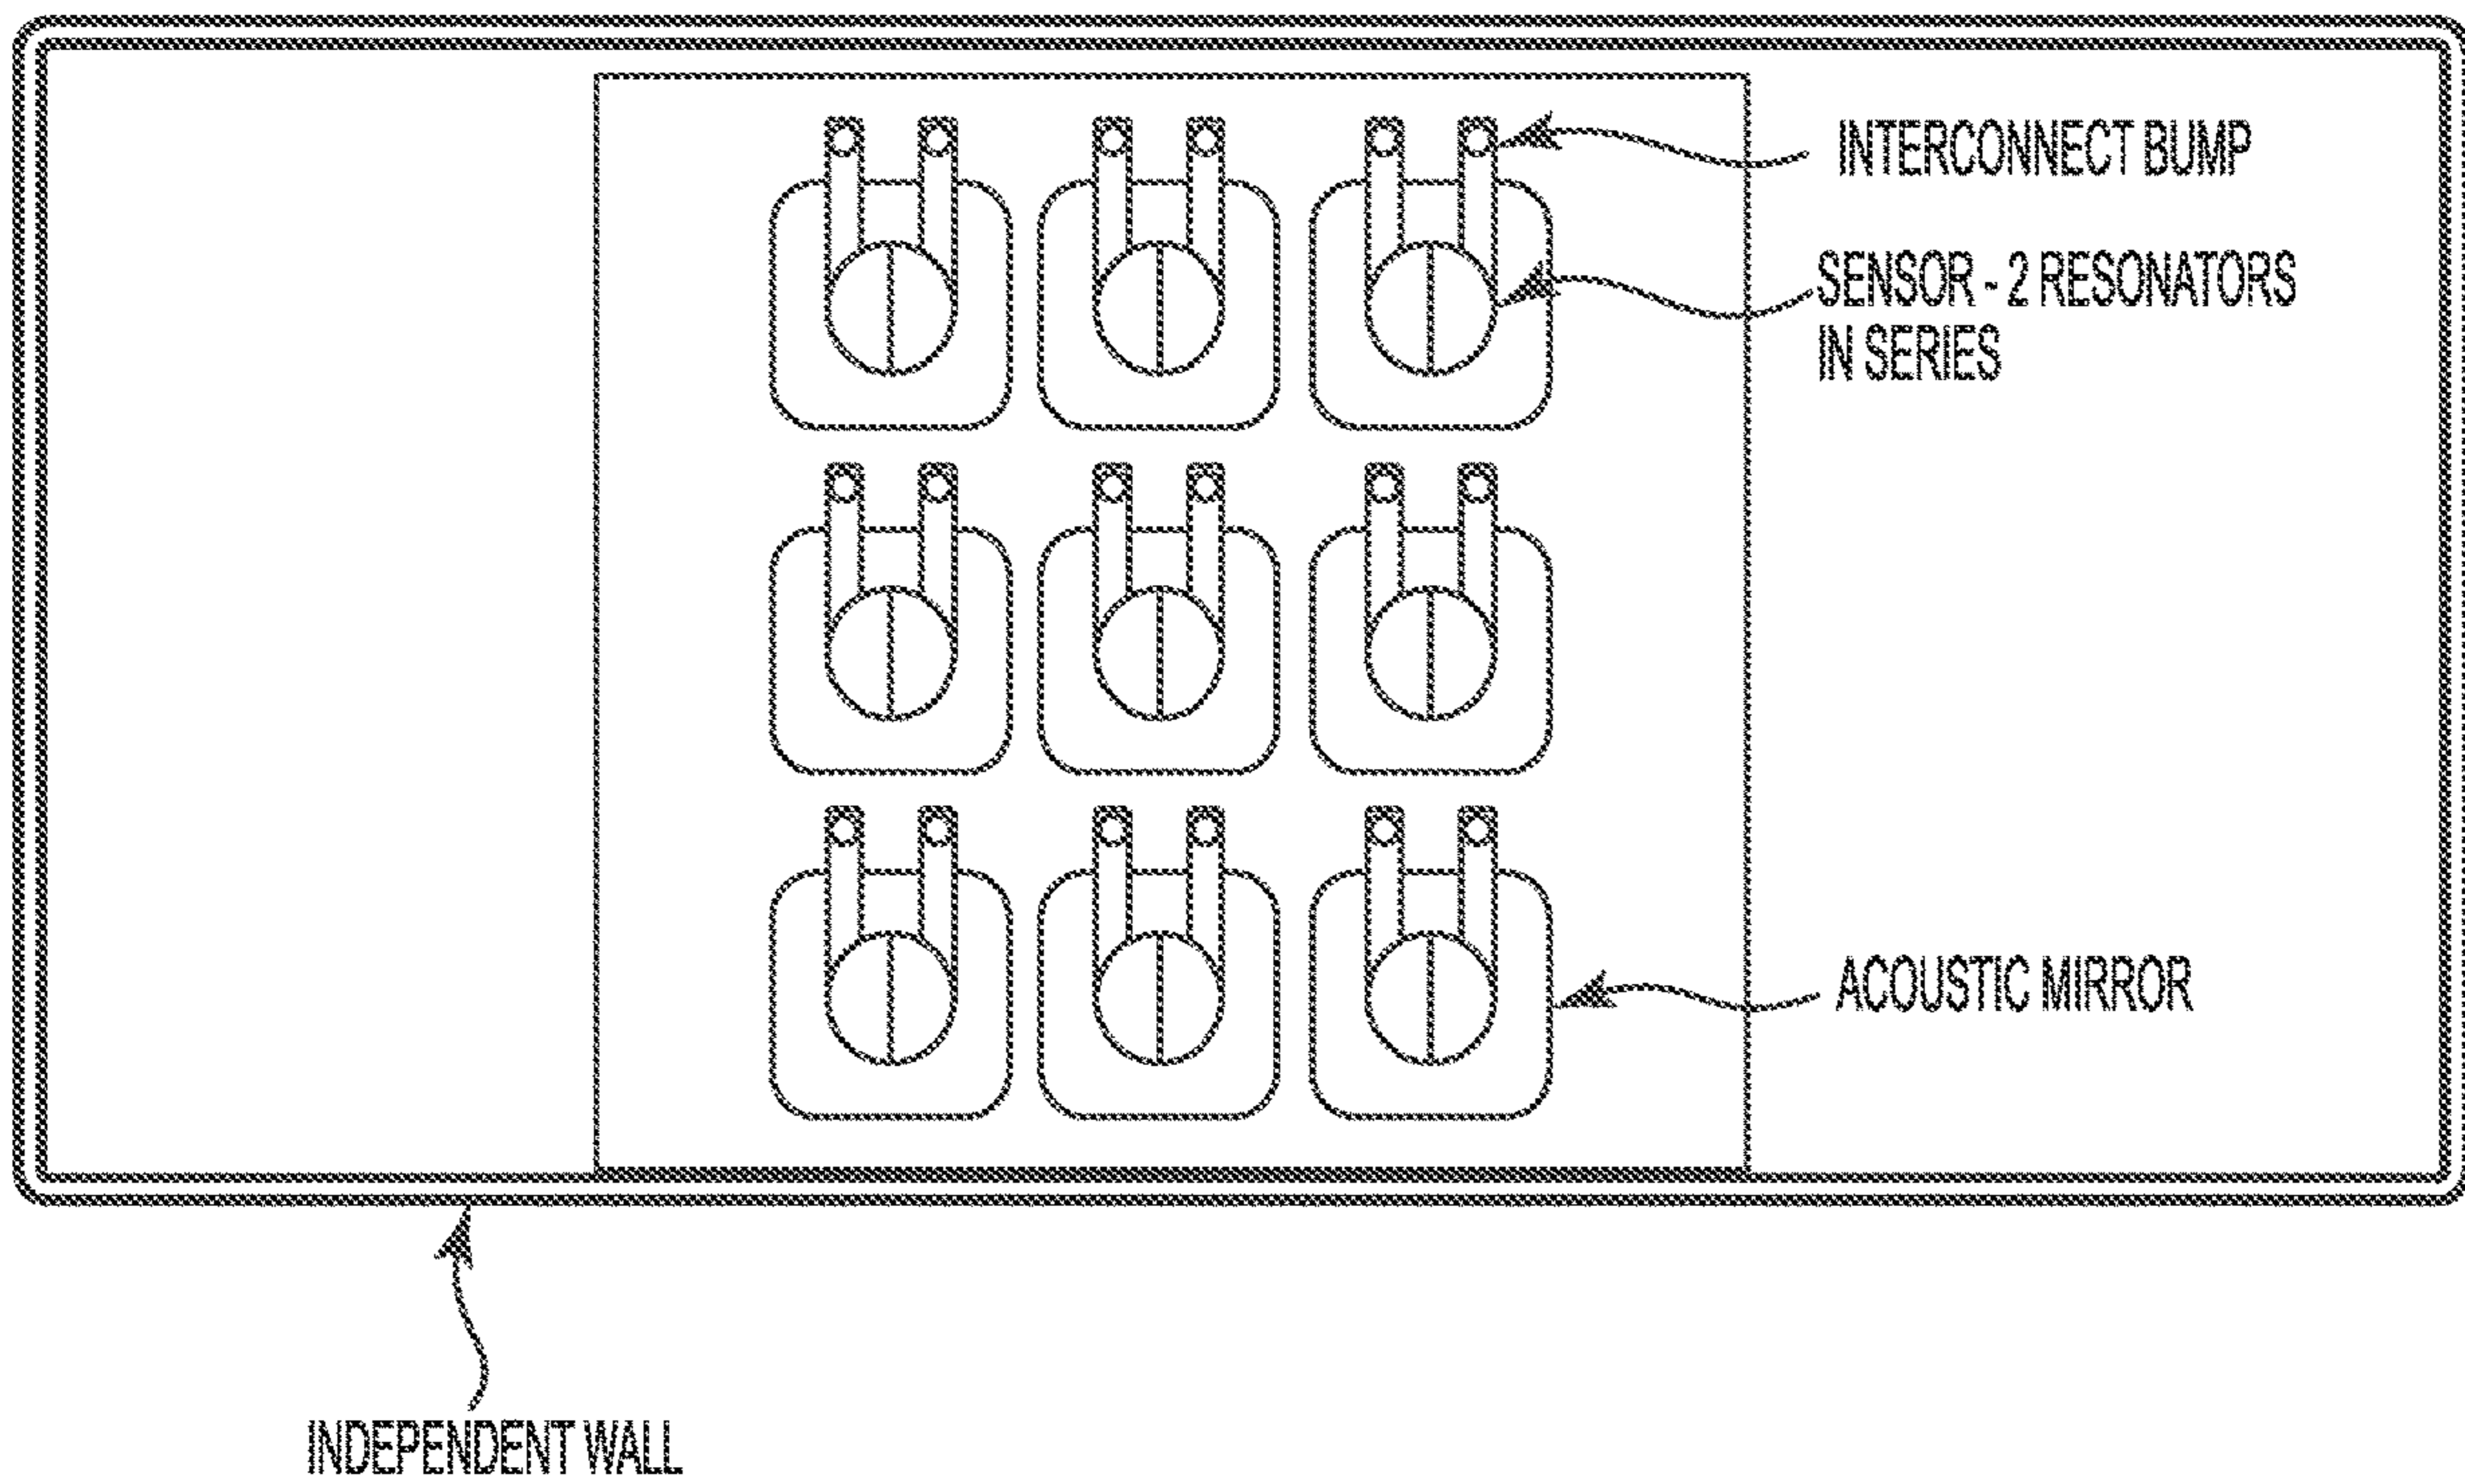 INTERCONNECT BUMP
SENSOR - 2 RESONATORS
IN SERIES
ACOUSTIC MIRROR
INDEPENDENT WALL